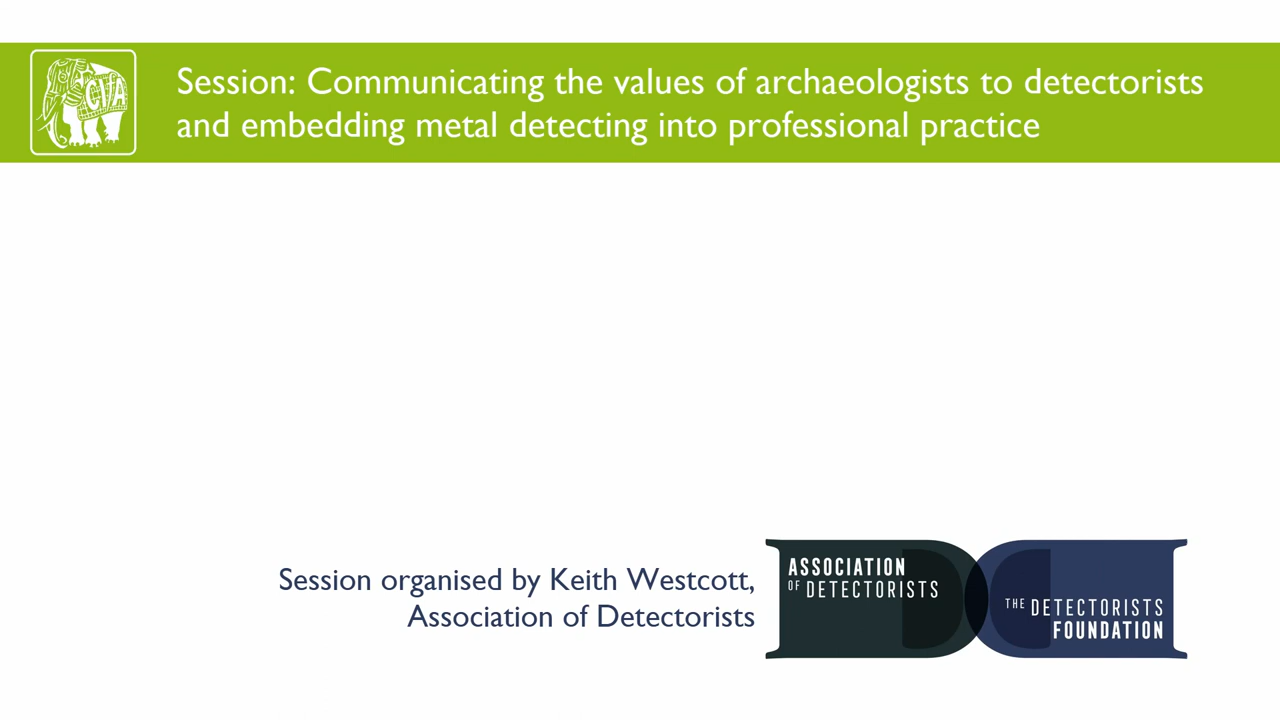 CIfA
Session: Communicating the values of archaeologists to detectorists
and embedding metal detecting into professional practice
Session organised by Keith Westcott,
Association of Detectorists
ASSOCIATION
OF DETECTORISTS
THE DETECTORISTS
FOUNDATION